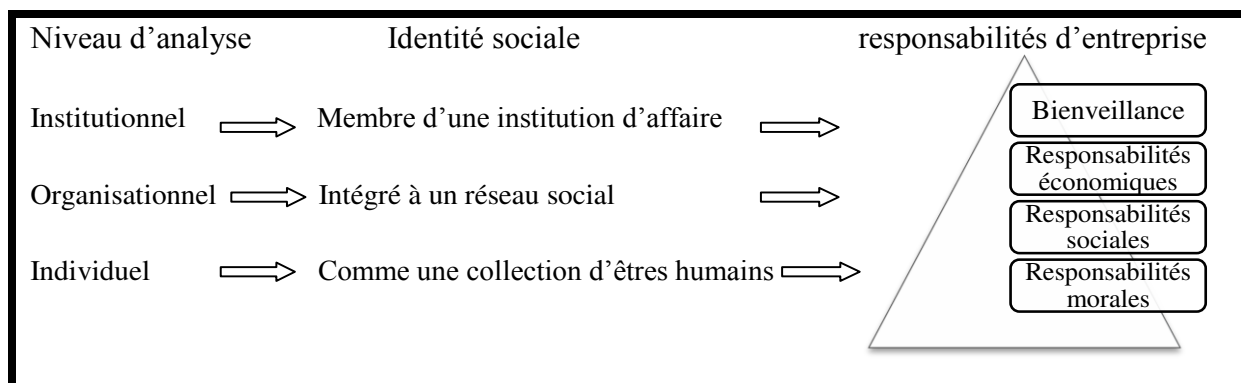 Niveau d’analyse Identité sociale responsabilités d’entreprise
Institutionnel Membre d’une institution d’affaire Bienveillance
Organisationnel Intégré à un réseau social Responsabilités
économiques
Responsabilités
sociales
Individuel Comme une collection d’êtres humains Responsabilités
morales